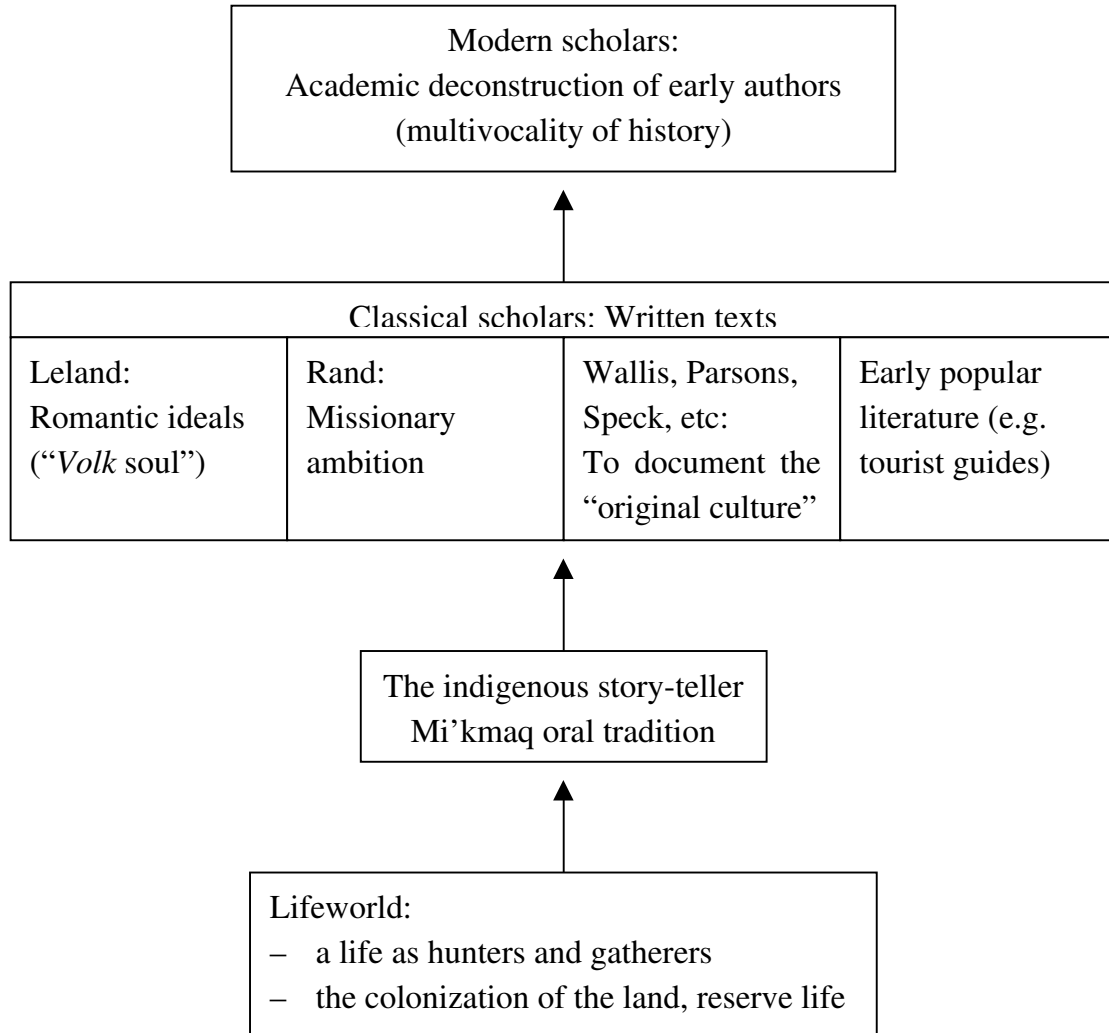 Modern scholars:
Academic deconstruction of early authors
(multivocality of history)
Classical scholars: Written texts
Leland:
Romantic ideals
(“Volk soul”)
Rand:
Missionary
ambition
Wallis, Parsons,
Speck, etc:
To document the
“original culture”
Early popular
literature (e.g.
tourist guides)
The indigenous story-teller
Mi’kmaq oral tradition
Lifeworld:
– a life as hunters and gatherers
– the colonization of the land, reserve life